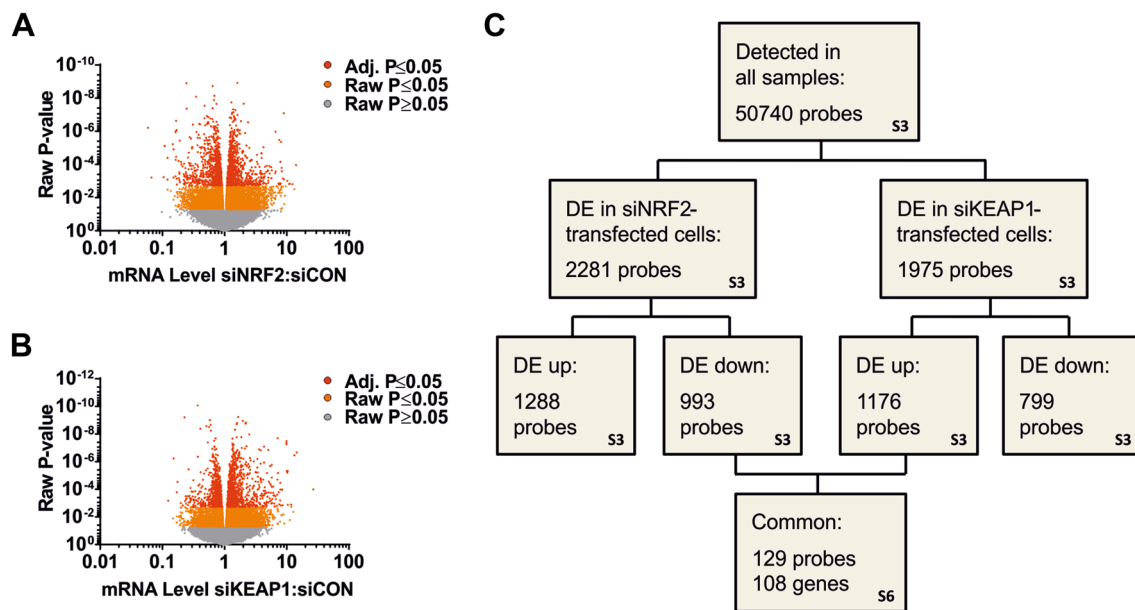 A
10-10
10-8
10-6
10-4
10-2
100
Raw P-value
0.01 0.1 1 10 100
mRNA Level siNRF2:siCON
Adj. P≤0.05
Raw P≤0.05
Raw P≥0.05
B
10-12
10-10
10-8
10-6
10-4
10-2
100
Raw P-value
0.01 0.1 1 10 100
mRNA Level siKEAP1:siCON
Adj. P≤0.05
Raw P≤0.05
Raw P≥0.05
C
Detected in
all samples:
50740 probes
S3
DE in siNRF2-
transfected cells:
2281 probes
S3
DE in siKEAP1-
transfected cells:
1975 probes
S3
DE up:
1288
probes
S3
DE down:
993
probes
S3
DE up:
1176
probes
S3
DE down:
799
probes
S3
Common:
129 probes
108 genes
S6